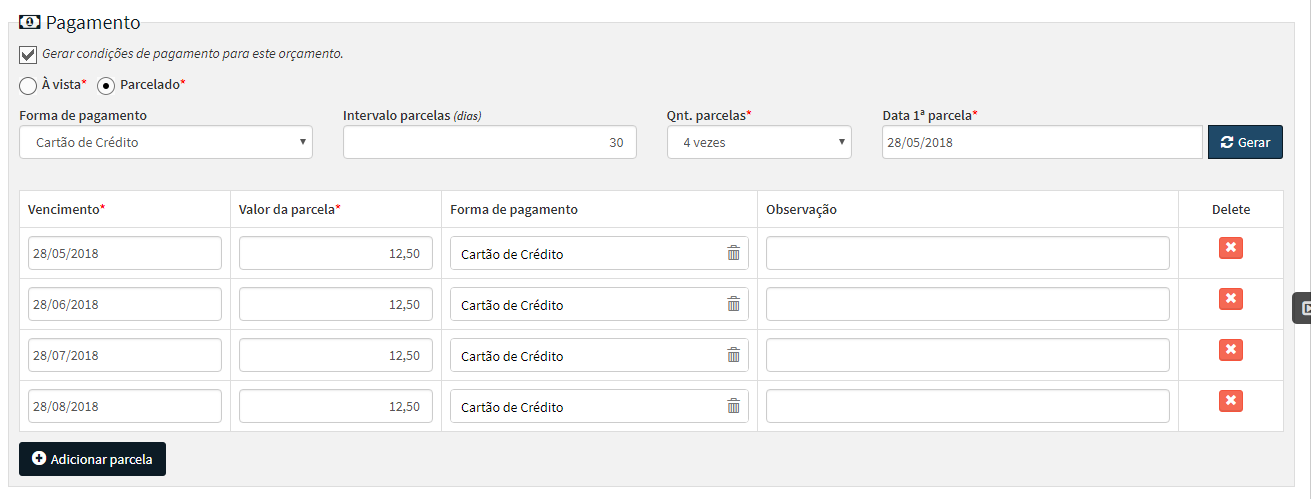 Pagamento
Gerar condições de pagamento para este orçamento.
À vista* Parcelado*
Forma de pagamento Intervalo parcelas (dias) Qnt. parcelas* Data 1ª parcela*
Cartão de Crédito 30 4 vezes 28/05/2018 Gerar
Vencimento* Valor da parcela* Forma de pagamento Observação Delete
28/05/2018 12,50 Cartão de Crédito
28/06/2018 12,50 Cartão de Crédito
28/07/2018 12,50 Cartão de Crédito
28/08/2018 12,50 Cartão de Crédito
Adicionar parcela